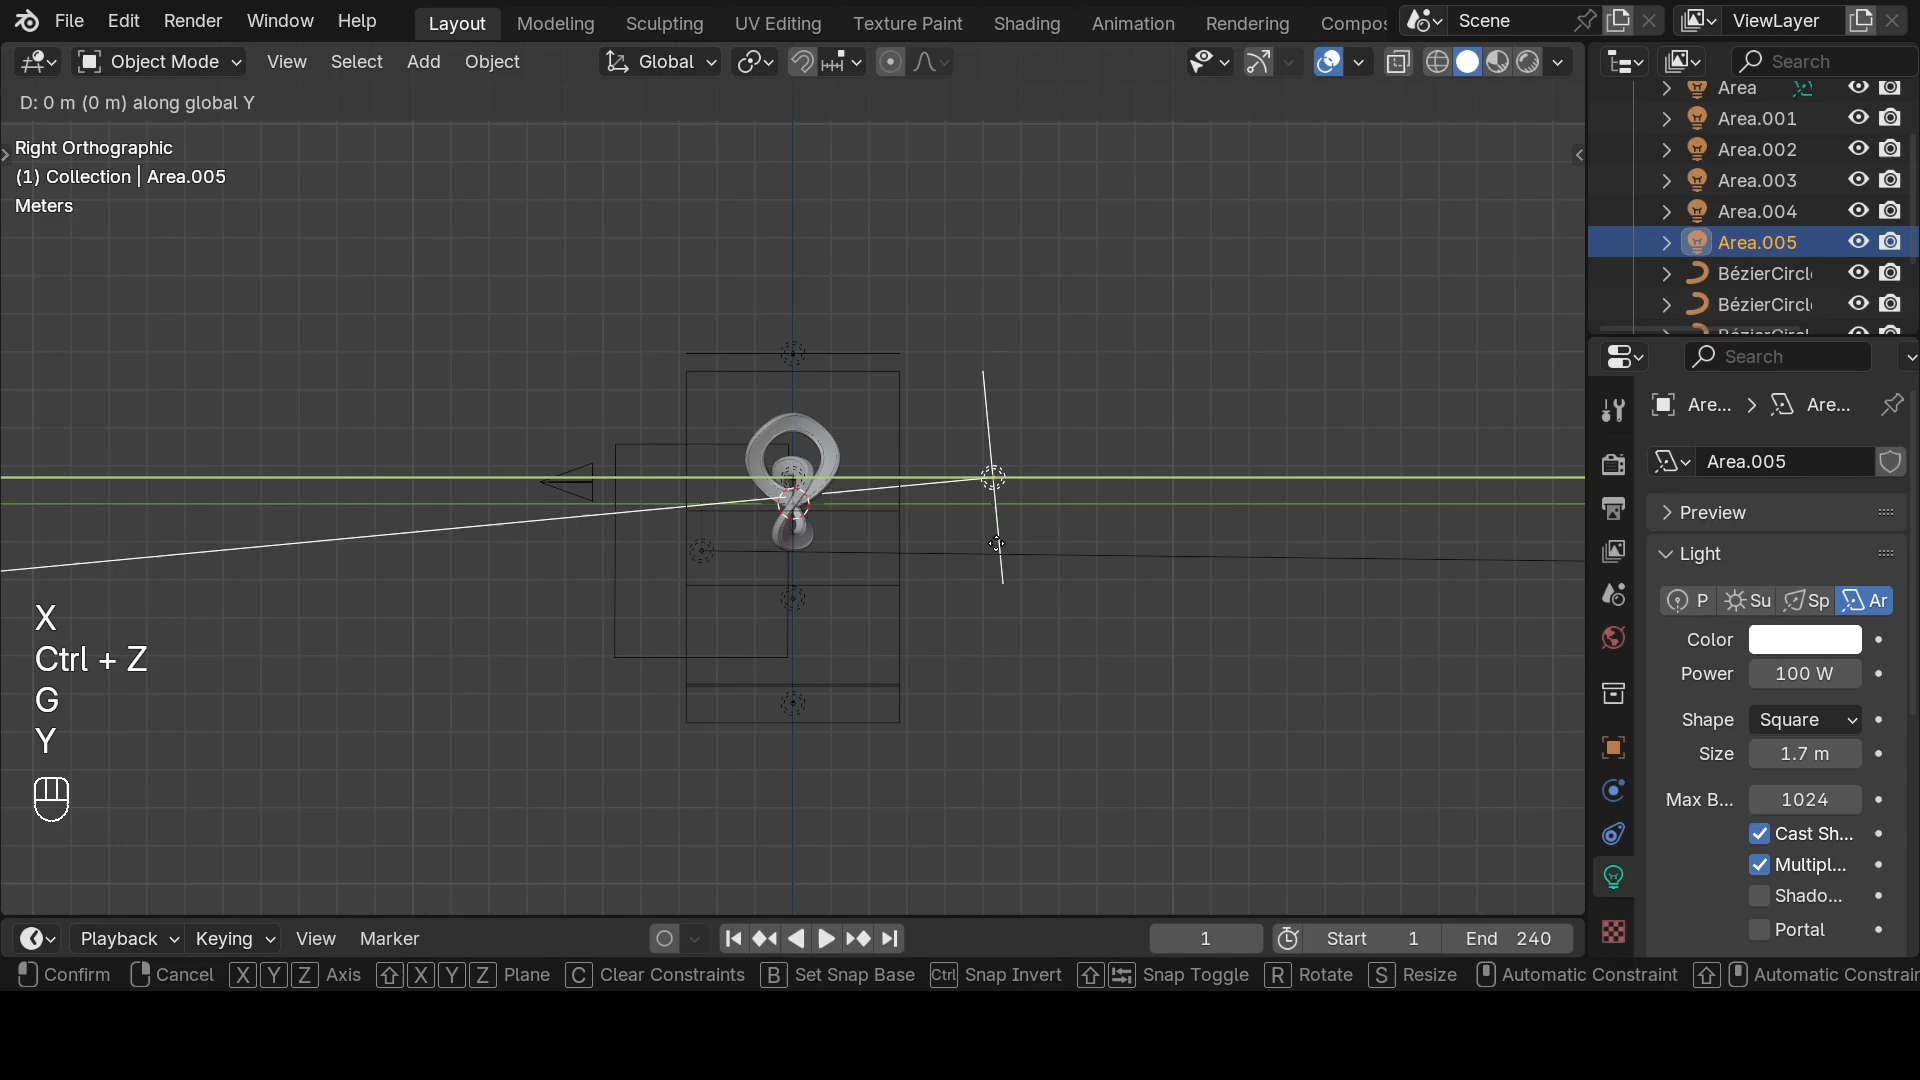 File Edit Render Window Help Layout Modeling Sculpting UV Editing Texture Paint Shading Animation Rendering Compos Scene ViewLayer
Object Mode View Select Add Object Global Search
D: 0 m (0 m) along global Y
Right Orthographic
(1) Collection | Area.005
Meters
Area
Area.001
Area.002
Area.003
Area.004
Area.005
BézierCircl
BézierCircl
Search
Are... Are...
Area.005
Preview
Light
P Su Sp Ar
Color
Power 100 W
Shape Square
Size 1.7 m
Max B... 1024
Cast Sh...
Multipl...
Shado...
Portal
X
Ctrl + Z
G
Y
Playback Keying View Marker 1 Start 1 End 240
Confirm Cancel X Y Z Axis X Y Z Plane C Clear Constraints B Set Snap Base Ctrl Snap Invert Snap Toggle R Rotate S Resize Automatic Constraint Automatic Constrair